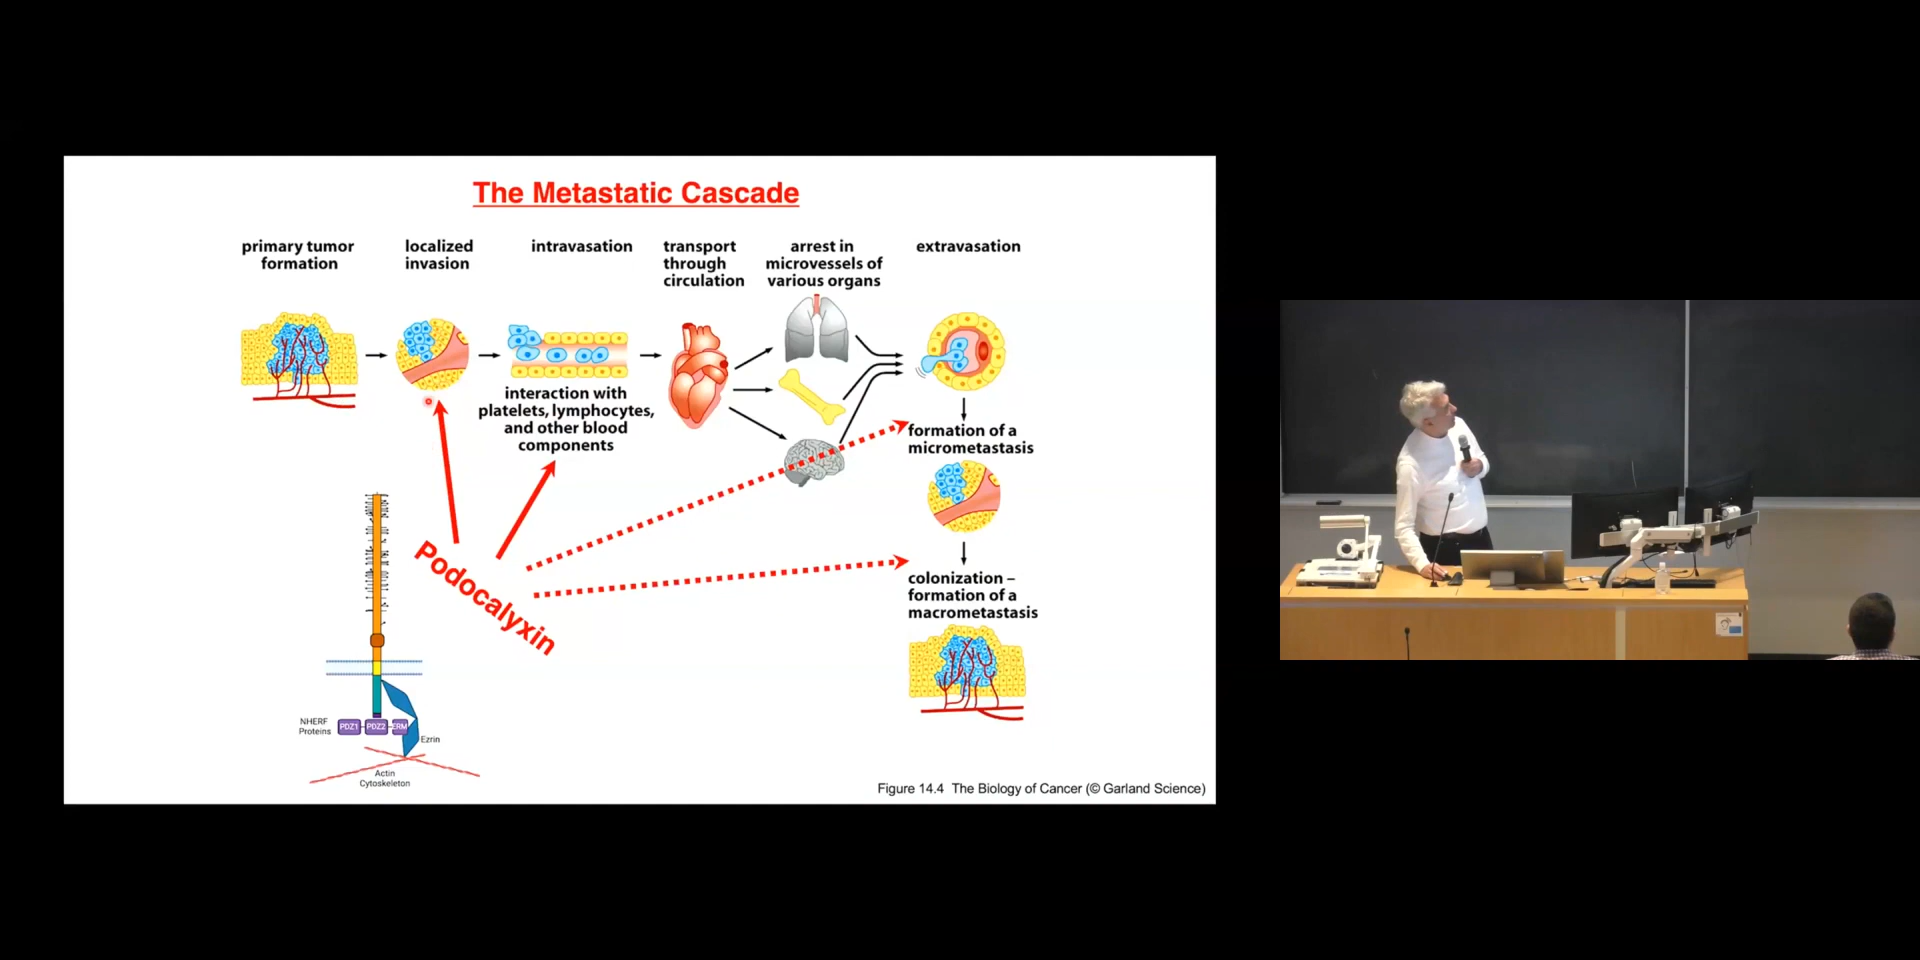 The Metastatic Cascade
primary tumor
formation
localized
invasion
intravasation
transport
through
circulation
arrest in
microvessels of
various organs
extravasation
interaction with
platelets, lymphocytes,
and other blood
components
formation of a
micrometastasis
colonization –
formation of a
macrometastasis
Podocalyxin
NHERF
Proteins
PDZ1
PDZ2
ERM
Ezrin
Actin
Cytoskeleton
Figure 14.4 The Biology of Cancer (© Garland Science)